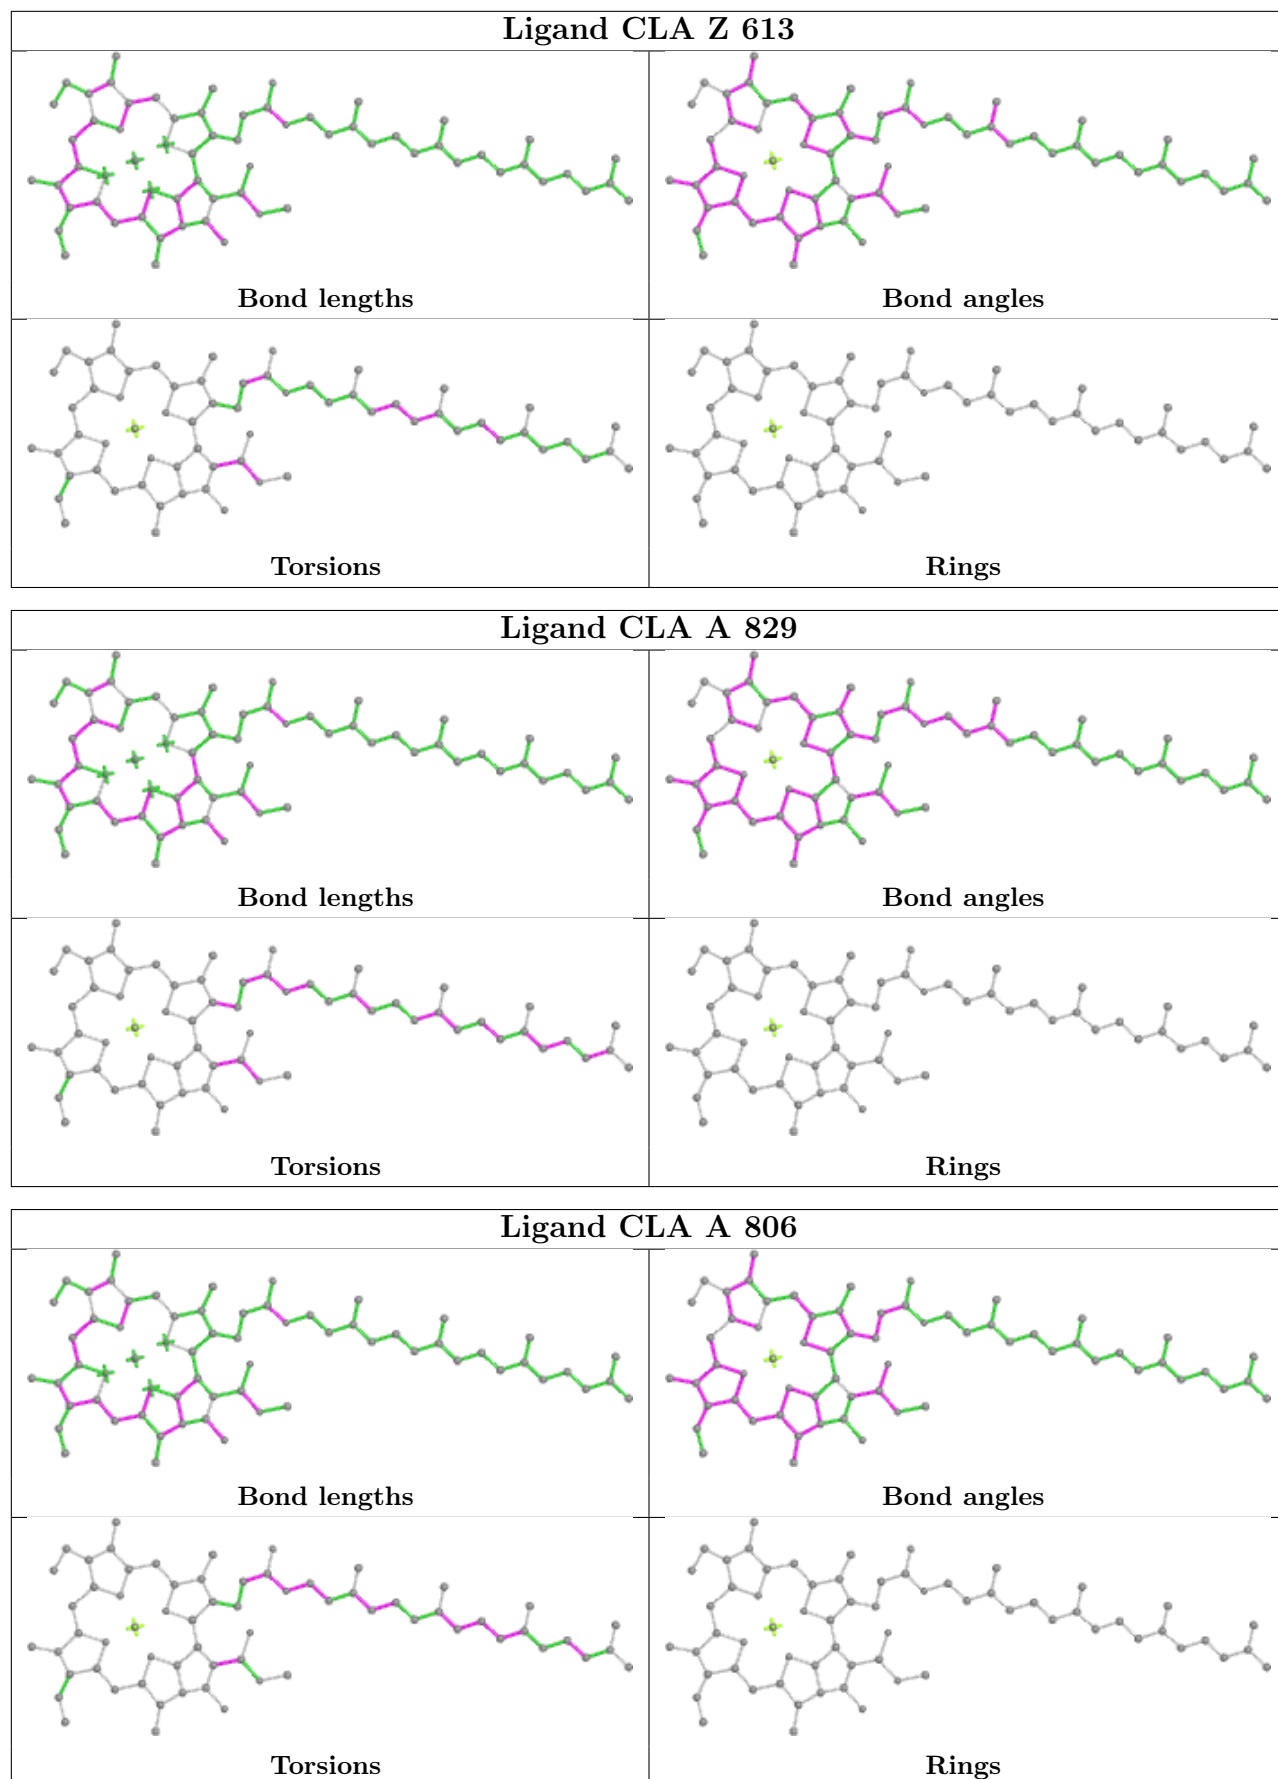 Ligand CLA Z 613
Bond lengths
Bond angles
Torsions
Rings
Ligand CLA A 829
Bond lengths
Bond angles
Torsions
Rings
Ligand CLA A 806
Bond lengths
Bond angles
Torsions
Rings